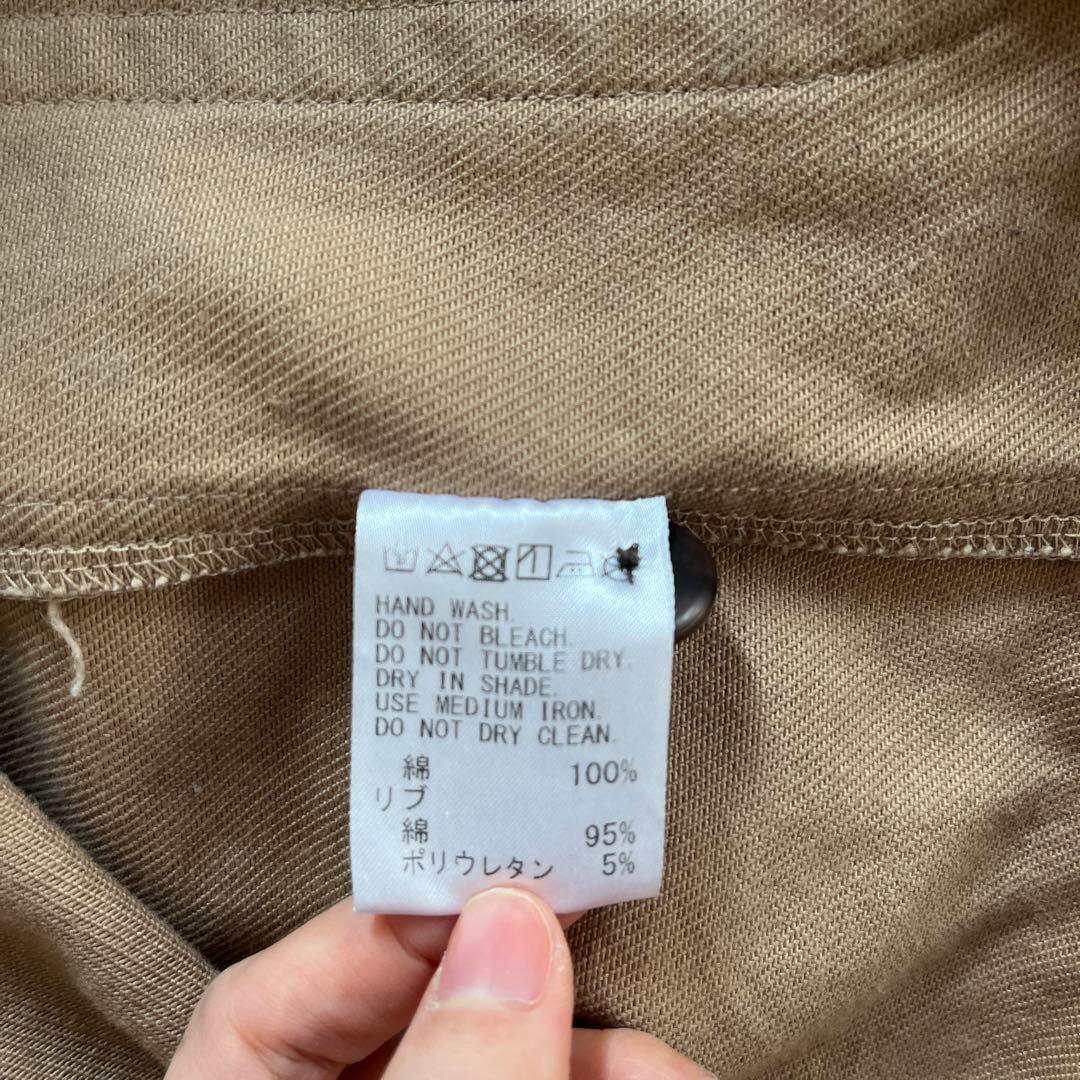 HAND WASH.
DO NOT BLEACH.
DO NOT TUMBLE DRY.
DRY IN SHADE.
USE MEDIUM IRON.
DO NOT DRY CLEAN.
綿 100%
リブ
綿 95%
ポリウレタン 5%